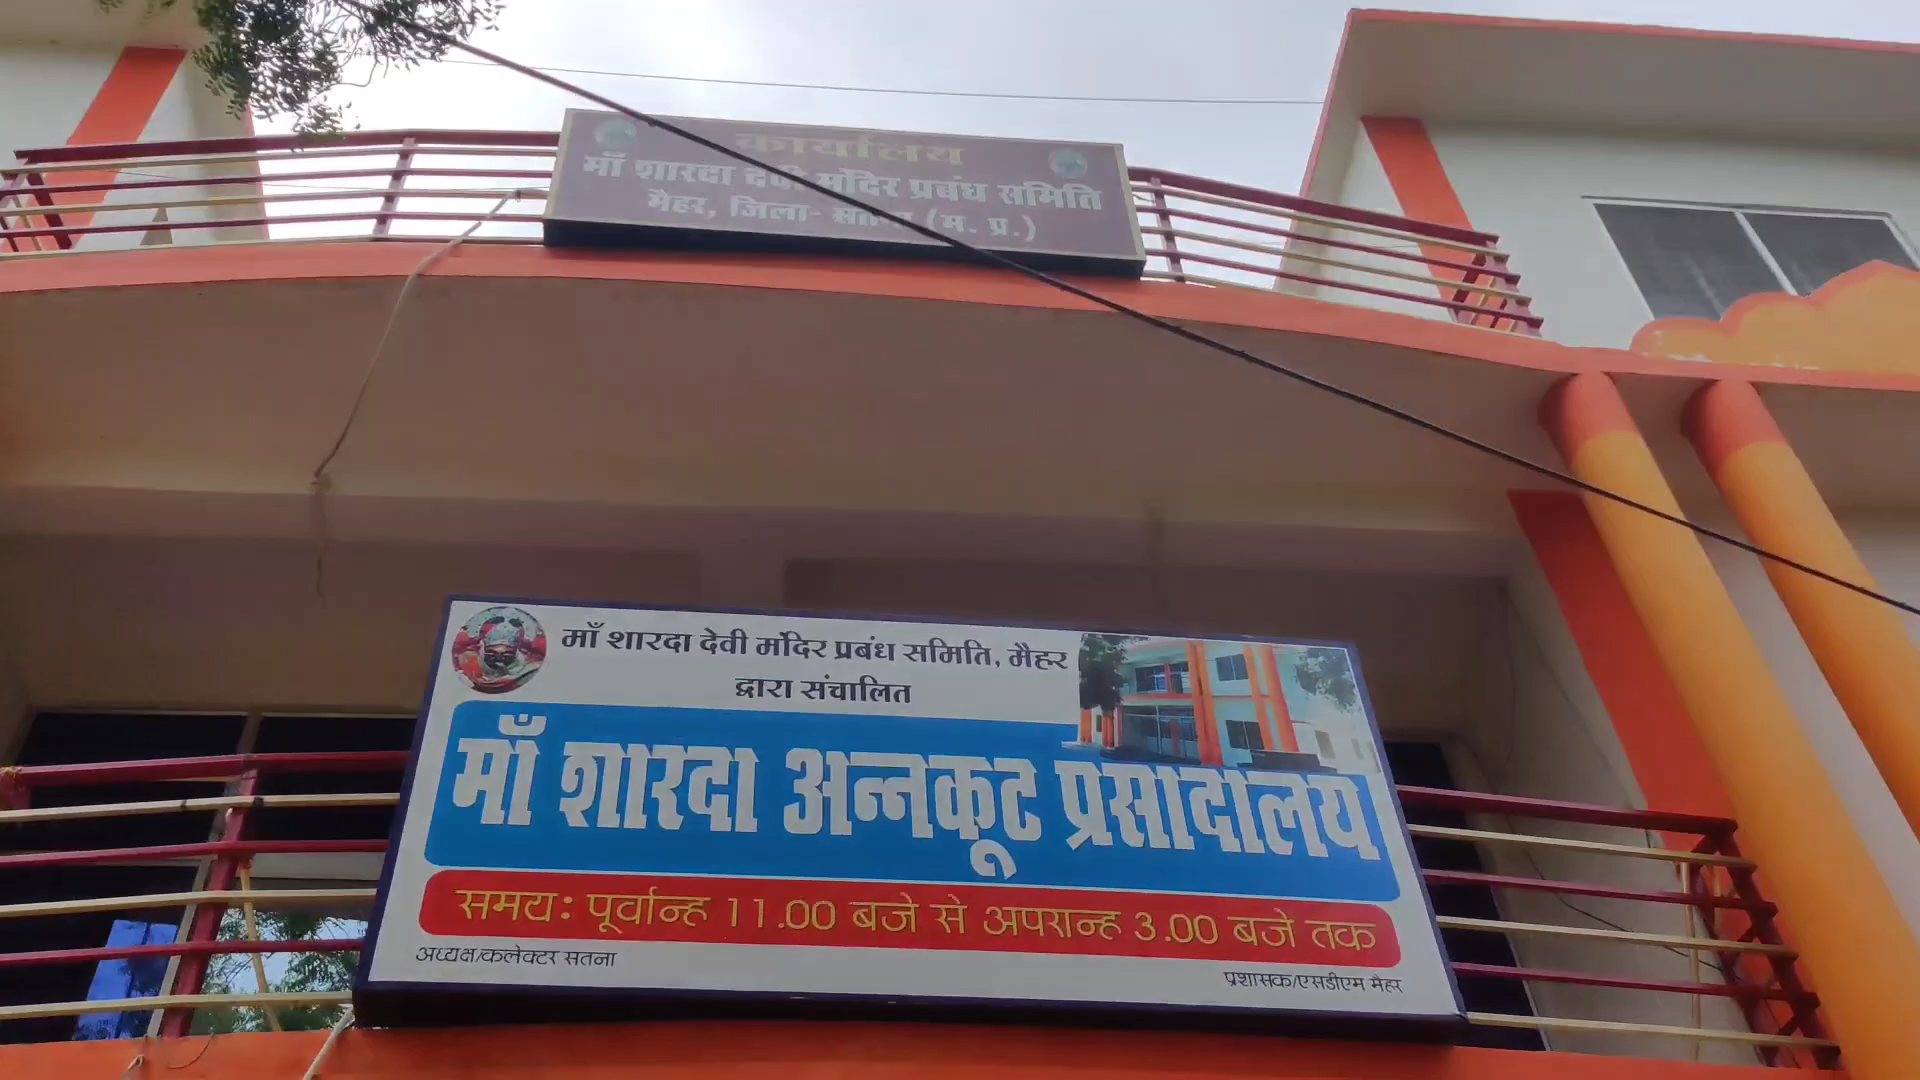 कार्यालय
माँ शारदा देवी मंदिर प्रबंध समिति
मैहर, जिला- सतना (म. प्र.)
माँ शारदा देवी मंदिर प्रबंध समिति, मैहर
द्वारा संचालित
माँ शारदा अन्नकूट प्रसादालय
समय: पूर्वान्ह 11.00 बजे से अपरान्ह 3.00 बजे तक
अध्यक्ष/कलेक्टर सतना
प्रशासक/एसडीएम मैहर